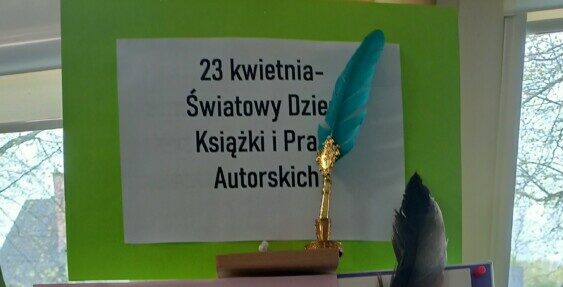 23 kwietnia-
Światowy Dzie
Książki i Pra
Autorskich